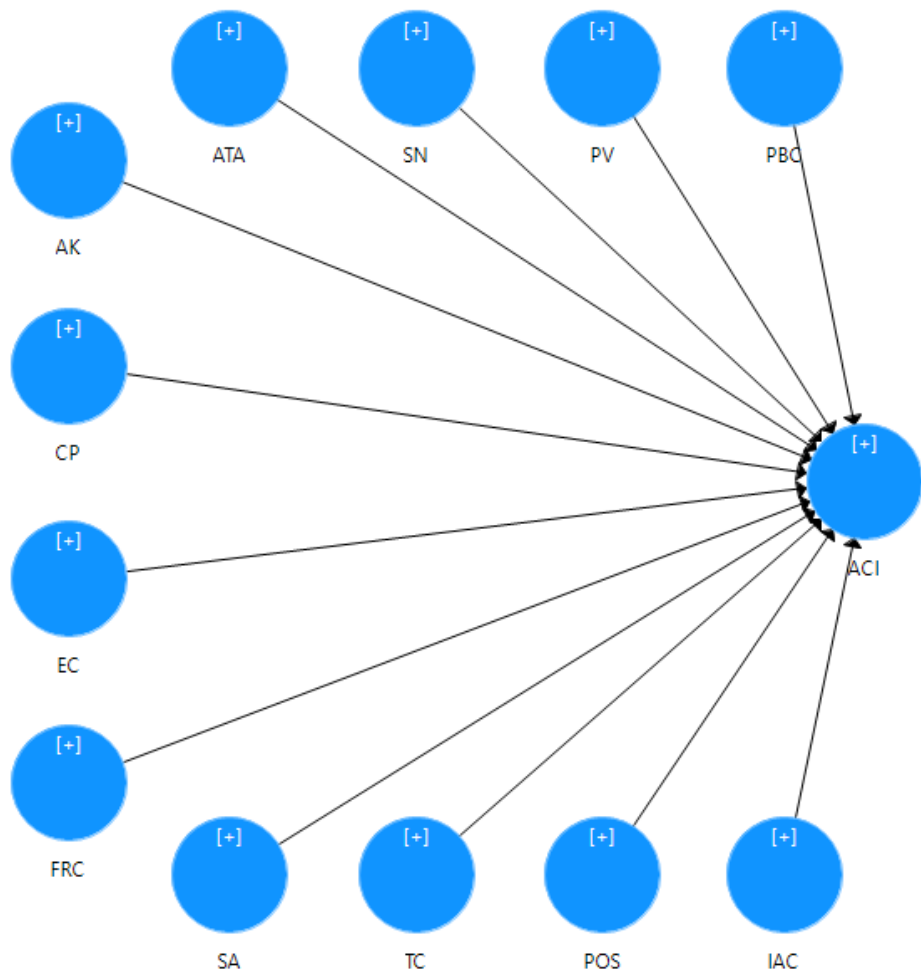 [+] [+] [+] [+]
ATA SN PV PBC
[+]
AK
[+]
CP
[+]
ACI
[+]
EC
[+]
FRC
[+] [+] [+] [+]
SA TC POS IAC